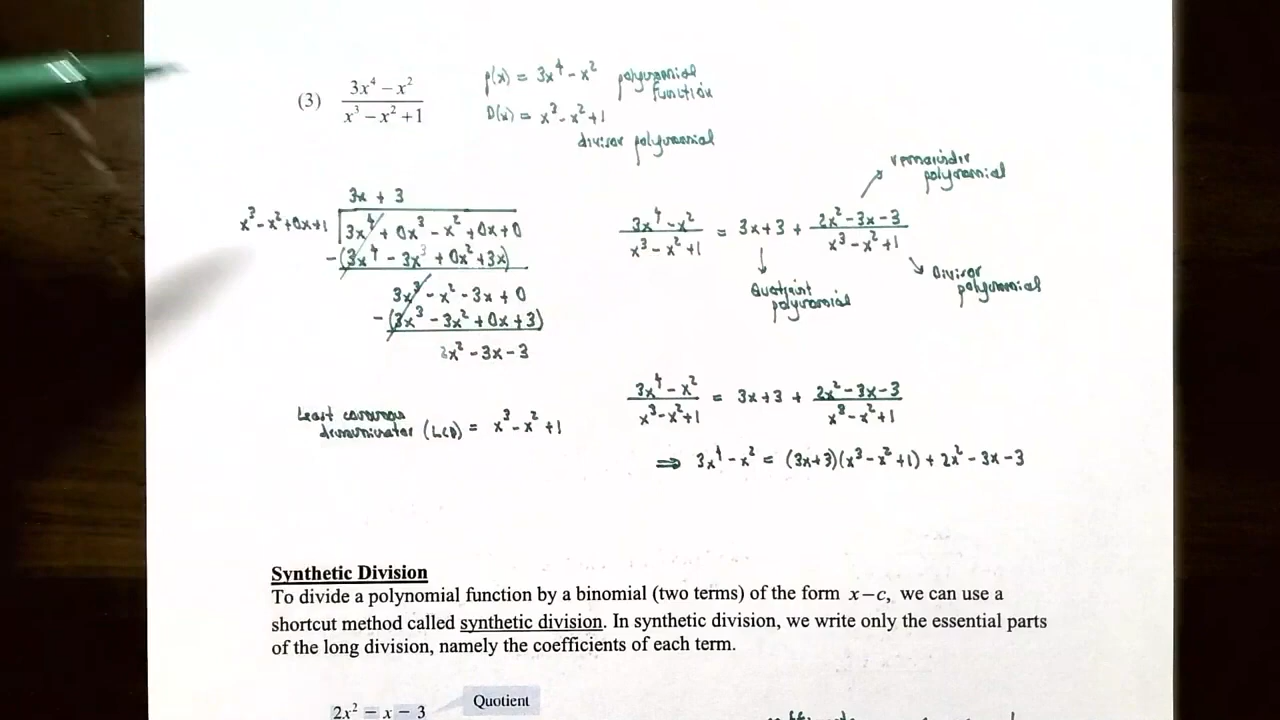 (3) 3x⁴ − x² / x³ − x² + 1
p(x) = 3x⁴ − x² polynomial function
D(x) = x³ − x² + 1
divisor polynomial
3x + 3
x³ − x² + 0x + 1 | 3x⁴ + 0x³ − x² + 0x + 0
−(3x⁴ − 3x³ + 0x² + 3x)
3x³ − x² − 3x + 0
−(3x³ − 3x² + 0x + 3)
2x² − 3x − 3
remainder polynomial
3x⁴ − x² / x³ − x² + 1 = 3x + 3 + 2x² − 3x − 3 / x³ − x² + 1
Quotient polynomial
Divisor polynomial
Least common
denominator (LCD) = x³ − x² + 1
3x⁴ − x² / x³ − x² + 1 = 3x + 3 + 2x² − 3x − 3 / x³ − x² + 1
⇒ 3x⁴ − x² = (3x+3)(x³ − x² + 1) + 2x² − 3x − 3
Synthetic Division
To divide a polynomial function by a binomial (two terms) of the form x − c, we can use a
shortcut method called synthetic division. In synthetic division, we write only the essential parts
of the long division, namely the coefficients of each term.
Quotient
2x² − x − 3